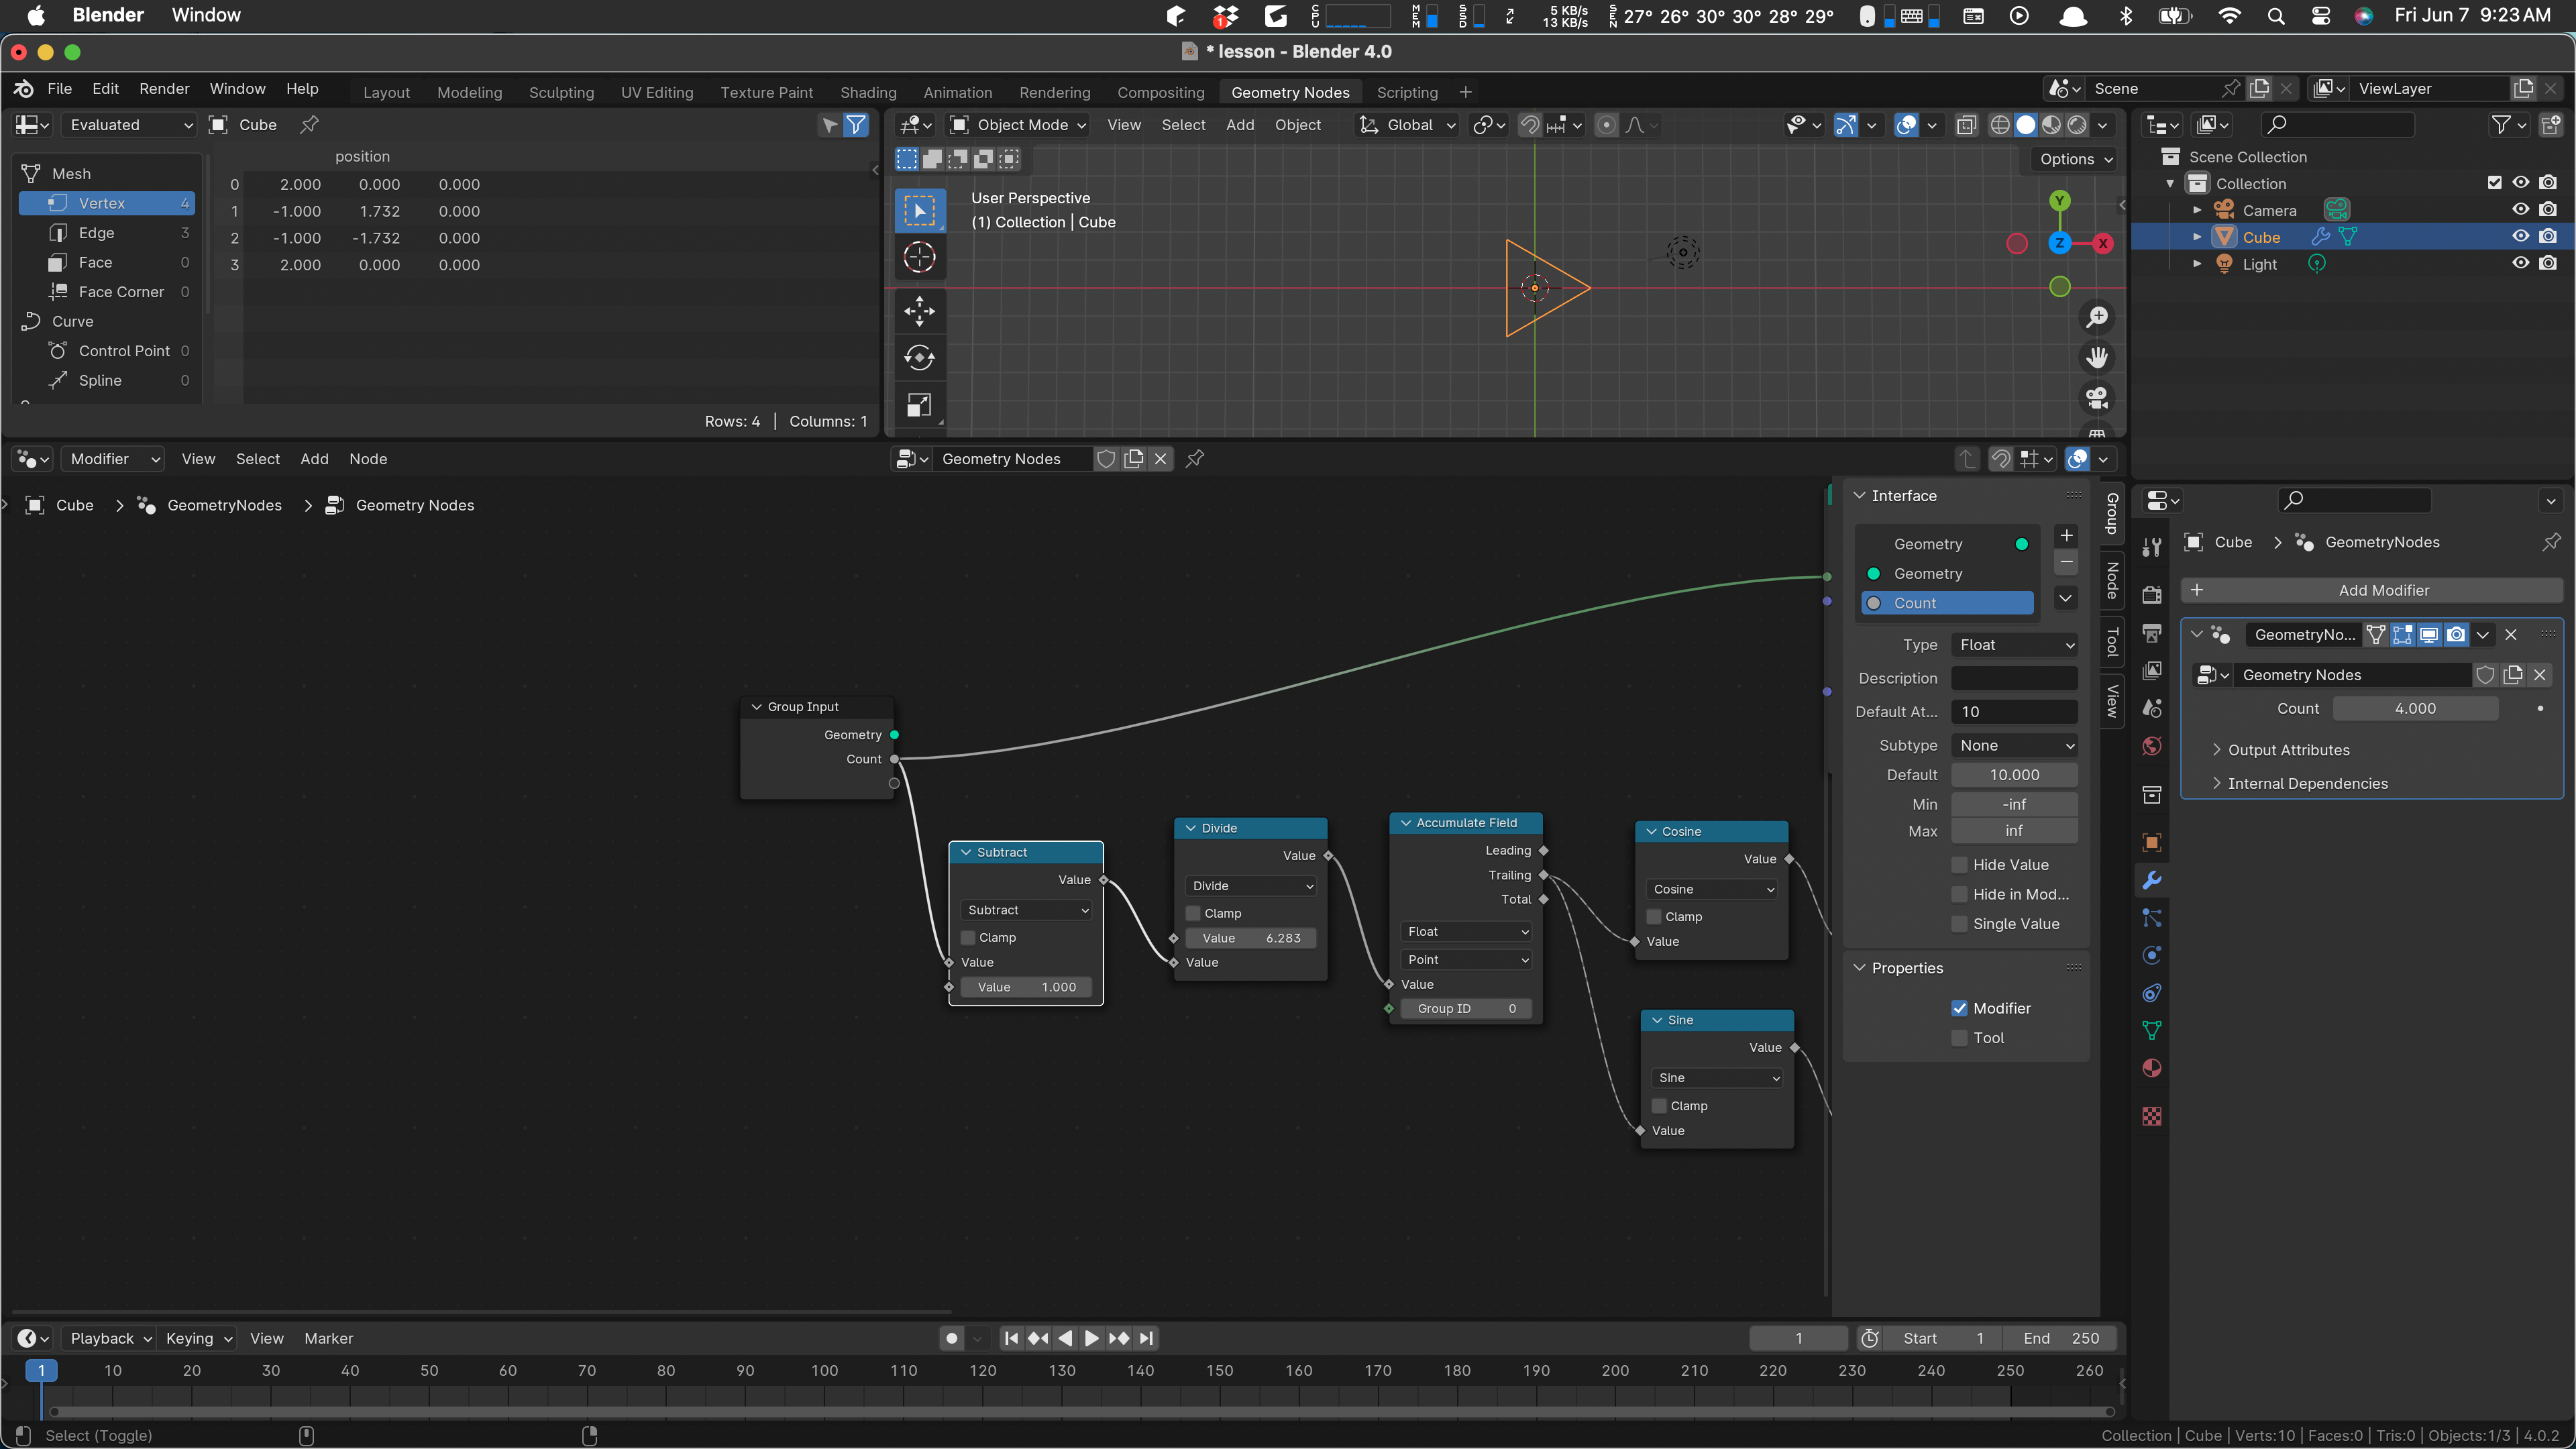 Blender Window
CPU MEM SSD 5 KB/s 13 KB/s SEN 27° 26° 30° 30° 28° 29° Fri Jun 7 9:23 AM
1
* lesson - Blender 4.0
File Edit Render Window Help Layout Modeling Sculpting UV Editing Texture Paint Shading Animation Rendering Compositing Geometry Nodes Scripting + Scene ViewLayer
Evaluated Cube
position
Mesh
Vertex 4
Edge 3
Face 0
Face Corner 0
Curve
Control Point 0
Spline 0
0 2.000 0.000 0.000
1 -1.000 1.732 0.000
2 -1.000 -1.732 0.000
3 2.000 0.000 0.000
Rows: 4 | Columns: 1
Object Mode View Select Add Object Global
Options
User Perspective
(1) Collection | Cube
Y
Z
X
Scene Collection
Collection
Camera
Cube
Light
Modifier View Select Add Node Geometry Nodes
Cube > GeometryNodes > Geometry Nodes
Group Input
Geometry
Count
Subtract
Value
Subtract
Clamp
Value
Value 1.000
Divide
Value
Divide
Clamp
Value 6.283
Value
Accumulate Field
Leading
Trailing
Total
Float
Point
Value
Group ID 0
Cosine
Value
Cosine
Clamp
Value
Sine
Value
Sine
Clamp
Value
Interface
Geometry
Geometry
Count
Type Float
Description
Default At... 10
Subtype None
Default 10.000
Min -inf
Max inf
Hide Value
Hide in Mod...
Single Value
Properties
Modifier
Tool
Group
Node
Tool
View
Cube > GeometryNodes
+ Add Modifier
GeometryNo...
Geometry Nodes
Count 4.000
Output Attributes
Internal Dependencies
Playback Keying View Marker 1 Start 1 End 250
1 10 20 30 40 50 60 70 80 90 100 110 120 130 140 150 160 170 180 190 200 210 220 230 240 250 260
Select (Toggle)
Collection | Cube | Verts:10 | Faces:0 | Tris:0 | Objects:1/3 | 4.0.2